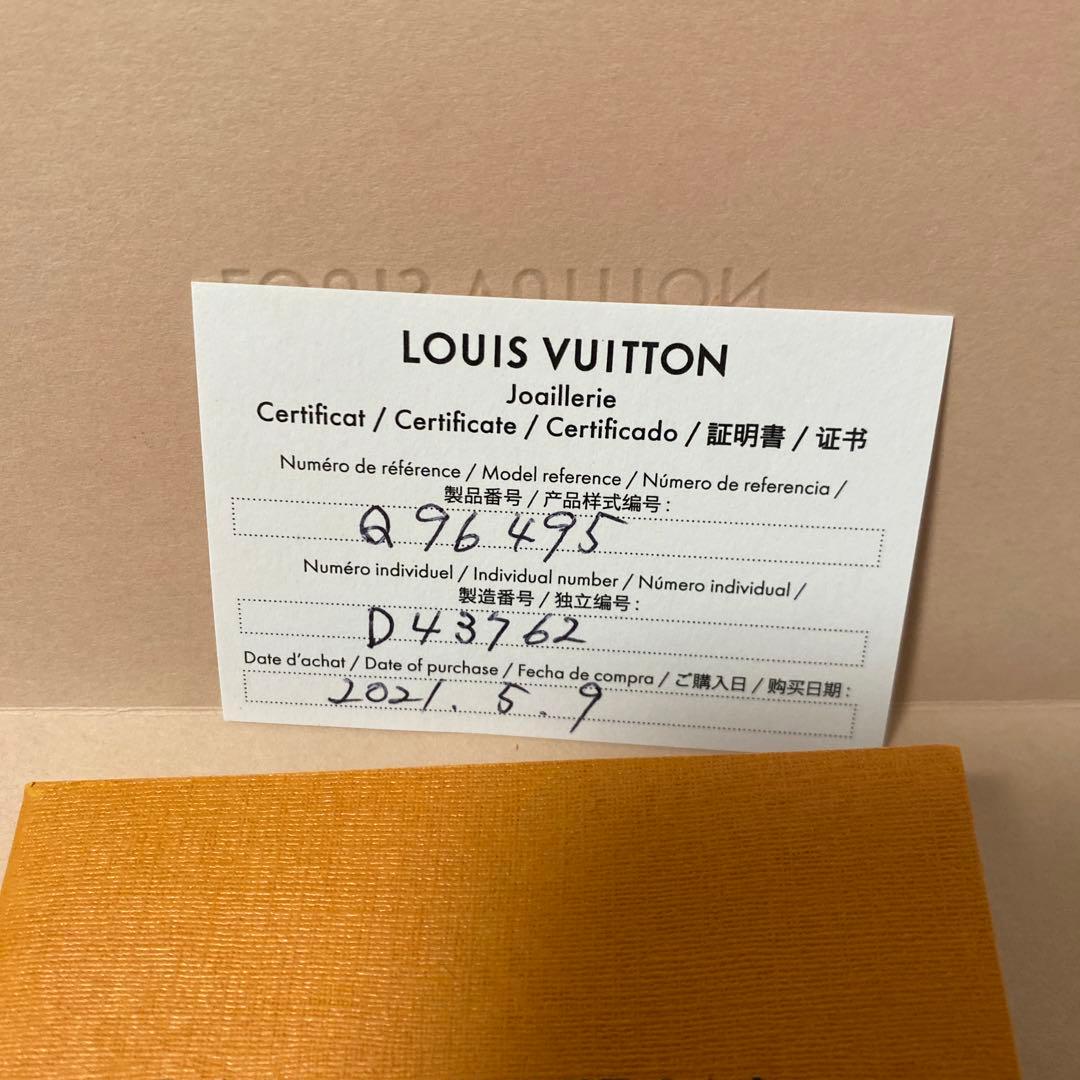 LOUIS VUITTON
LOUIS VUITTON
Joaillerie
Certificat / Certificate / Certificado / 証明書 / 证书
Numéro de référence / Model reference / Número de referencia /
製品番号 / 产品样式编号:
Q96495
Numéro individuel / Individual number / Número individual /
製造番号 / 独立编号:
D43762
Date d'achat / Date of purchase / Fecha de compra / ご購入日 / 购买日期:
2021. 5. 9